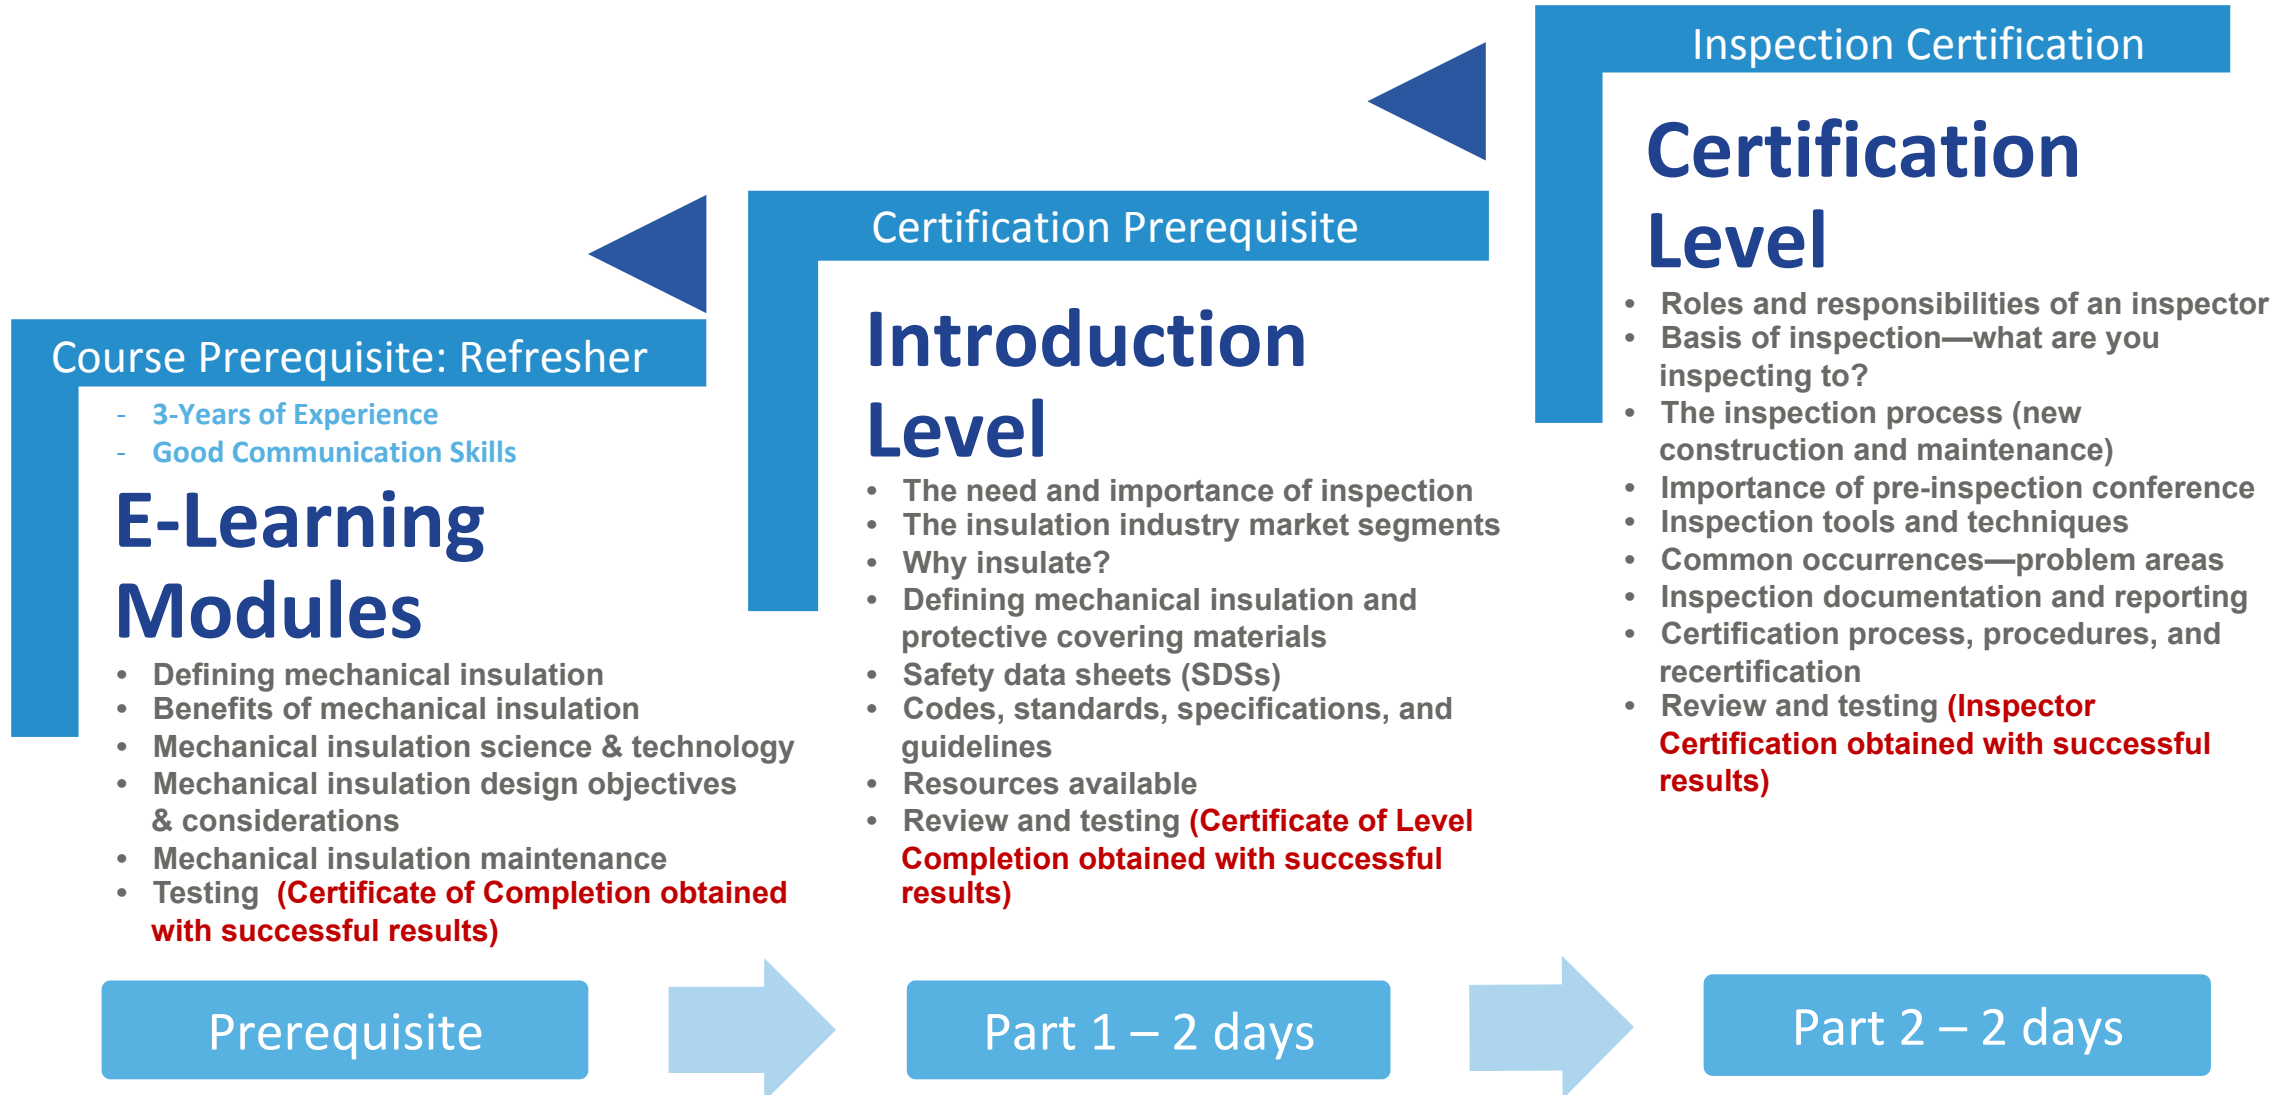 Course Prerequisite: Refresher
- 3-Years of Experience
- Good Communication Skills
E-Learning
Modules
• Defining mechanical insulation
• Benefits of mechanical insulation
• Mechanical insulation science & technology
• Mechanical insulation design objectives
& considerations
• Mechanical insulation maintenance
• Testing (Certificate of Completion obtained
with successful results)
Prerequisite
Certification Prerequisite
Introduction
Level
• The need and importance of inspection
• The insulation industry market segments
• Why insulate?
• Defining mechanical insulation and
protective covering materials
• Safety data sheets (SDSs)
• Codes, standards, specifications, and
guidelines
• Resources available
• Review and testing (Certificate of Level
Completion obtained with successful
results)
Part 1 – 2 days
Inspection Certification
Certification
Level
• Roles and responsibilities of an inspector
• Basis of inspection—what are you
inspecting to?
• The inspection process (new
construction and maintenance)
• Importance of pre-inspection conference
• Inspection tools and techniques
• Common occurrences—problem areas
• Inspection documentation and reporting
• Certification process, procedures, and
recertification
• Review and testing (Inspector
Certification obtained with successful
results)
Part 2 – 2 days